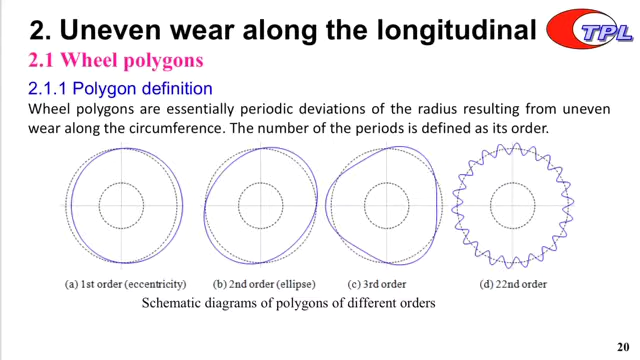 2. Uneven wear along the longitudinal
TPL
2.1 Wheel polygons
2.1.1 Polygon definition
Wheel polygons are essentially periodic deviations of the radius resulting from uneven
wear along the circumference. The number of the periods is defined as its order.
(a) 1st order (eccentricity) (b) 2nd order (ellipse) (c) 3rd order (d) 22nd order
Schematic diagrams of polygons of different orders
20